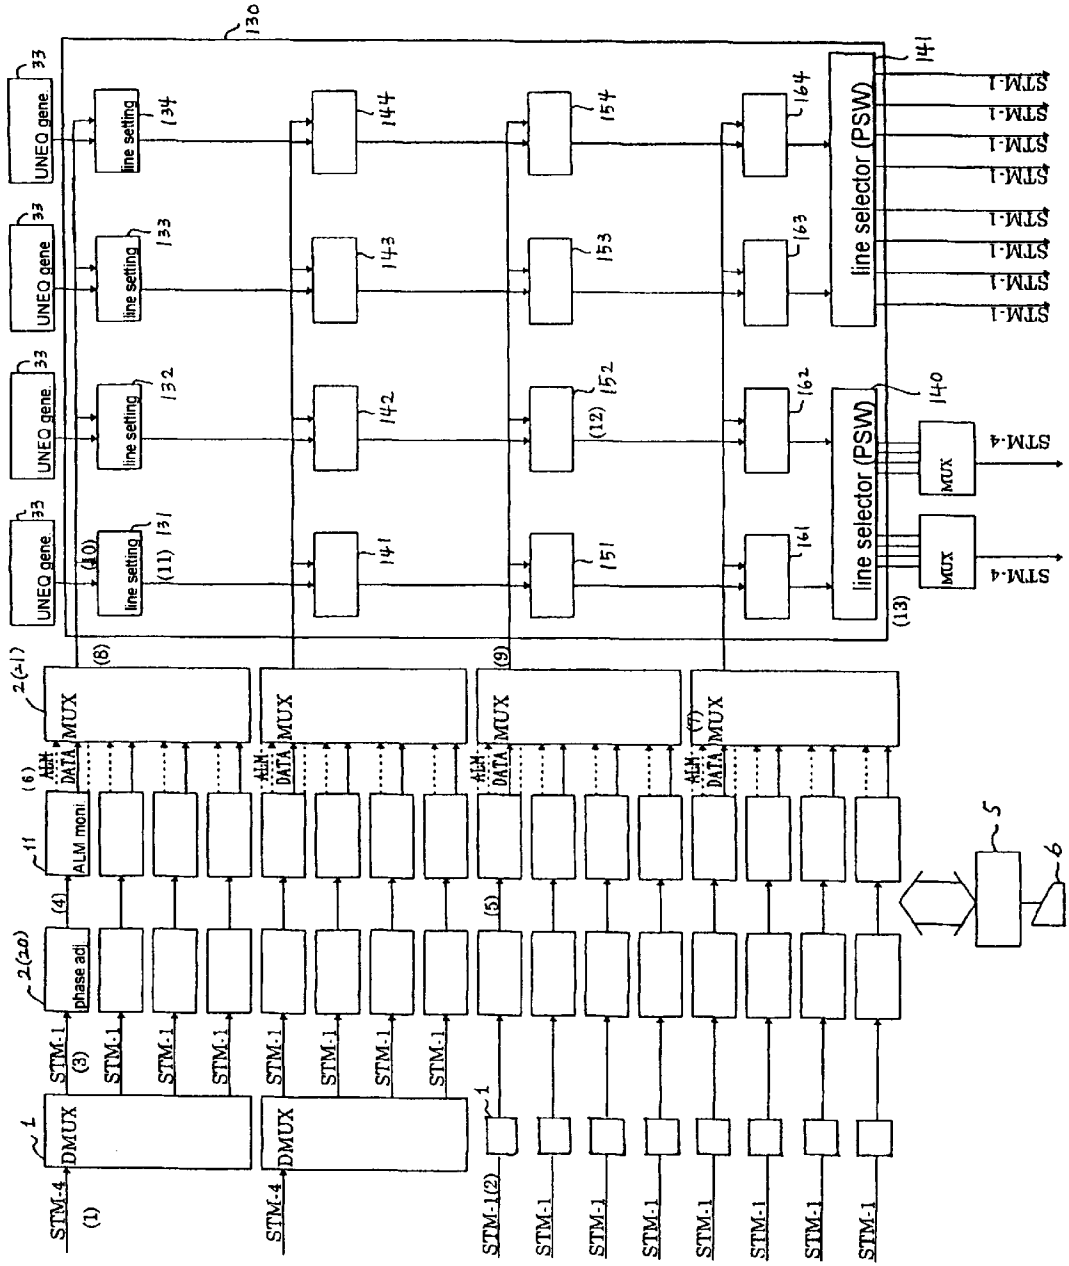 STM-4
(1)
1
DMUX
STM-1
(3)
STM-1
STM-1
STM-1
2(20)
phase adj
(4)
11
ALM moni
(6)
ALM
DATA
2(21)
MUX
(8)
STM-4
DMUX
STM-1
STM-1
STM-1
STM-1
ALM
DATA
MUX
STM-1(2)
1
(5)
ALM
DATA
MUX
(9)
STM-1
STM-1
STM-1
STM-1
ALM
DATA
MUX
(7)
STM-1
STM-1
STM-1
5
6
33
UNEQ gene.
33
UNEQ gene.
33
UNEQ gene
33
UNEQ gene.
130
(10)
line setting
131
(11)
line setting
132
line setting
133
line setting
134
141
142
143
144
151
152
(12)
153
154
161
162
163
164
line selector (PSW)
140
(13)
line selector (PSW)
141
MUX
MUX
STM-4
STM-4
STM-1
STM-1
STM-1
STM-1
STM-1
STM-1
STM-1
STM-1